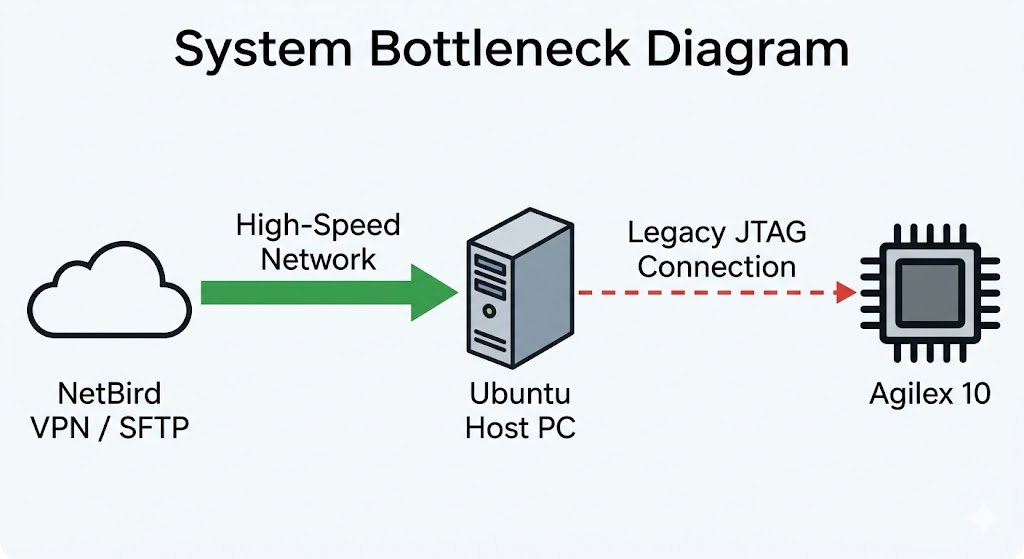 System Bottleneck Diagram
High-Speed
Network
Legacy JTAG
Connection
NetBird
VPN / SFTP
Ubuntu
Host PC
Agilex 10